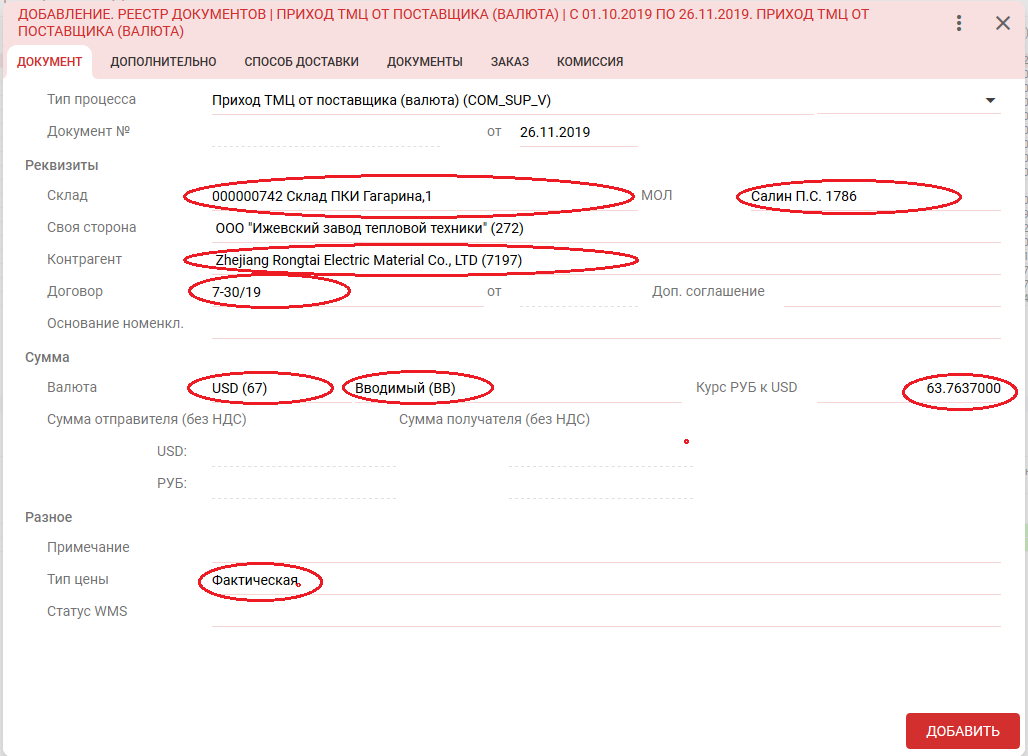 ДОБАВЛЕНИЕ. РЕЕСТР ДОКУМЕНТОВ | ПРИХОД ТМЦ ОТ ПОСТАВЩИКА (ВАЛЮТА) | С 01.10.2019 ПО 26.11.2019. ПРИХОД ТМЦ ОТ
ПОСТАВЩИКА (ВАЛЮТА)
ДОКУМЕНТ ДОПОЛНИТЕЛЬНО СПОСОБ ДОСТАВКИ ДОКУМЕНТЫ ЗАКАЗ КОМИССИЯ
Тип процесса Приход ТМЦ от поставщика (валюта) (COM_SUP_V)
Документ № от 26.11.2019
Реквизиты
Склад 000000742 Склад ПКИ Гагарина,1 МОЛ Салин П.С. 1786
Своя сторона ООО "Ижевский завод тепловой техники" (272)
Контрагент Zhejiang Rongtai Electric Material Co., LTD (7197)
Договор 7-30/19 от Доп. соглашение
Основание номенкл.
Сумма
Валюта USD (67) Вводимый (ВВ) Курс РУБ к USD 63.7637000
Сумма отправителя (без НДС) Сумма получателя (без НДС)
USD:
РУБ:
Разное
Примечание
Тип цены Фактическая
Статус WMS
ДОБАВИТЬ